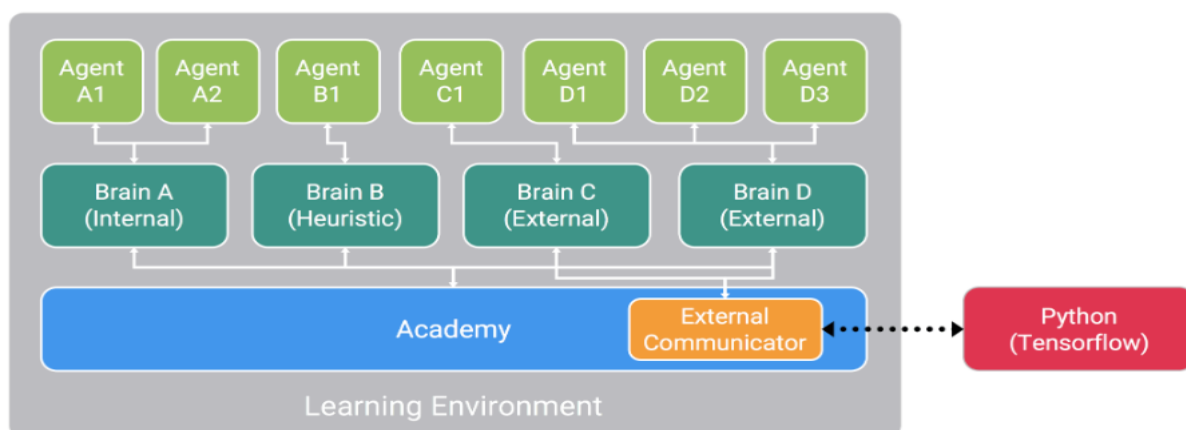 Agent
A1
Agent
A2
Agent
B1
Agent
C1
Agent
D1
Agent
D2
Agent
D3
Brain A
(Internal)
Brain B
(Heuristic)
Brain C
(External)
Brain D
(External)
Academy
External
Communicator
Python
(Tensorflow)
Learning Environment